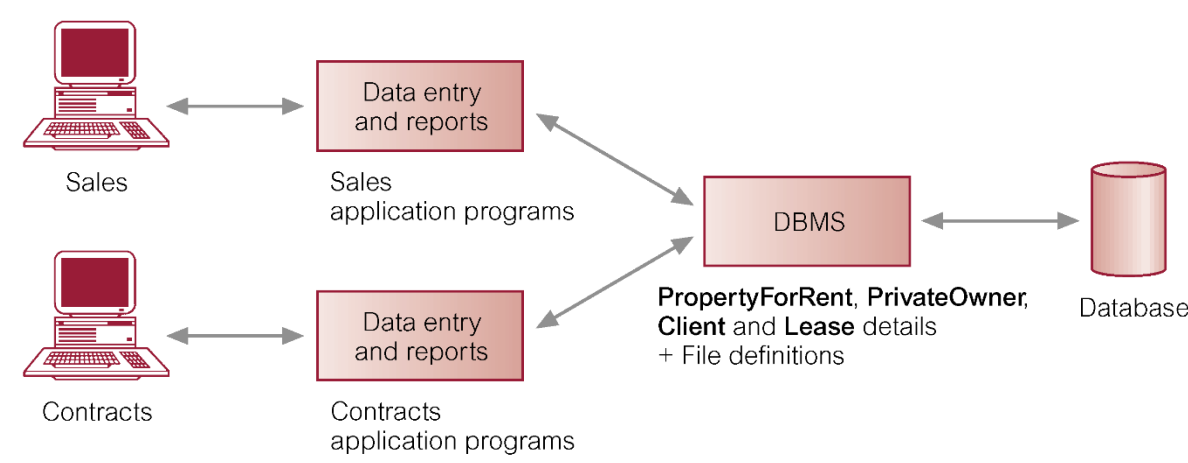 Data entry
and reports
Sales
Sales
application programs
DBMS
PropertyForRent, PrivateOwner,
Client and Lease details
+ File definitions
Database
Data entry
and reports
Contracts
Contracts
application programs